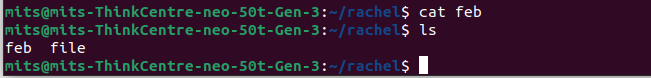 mits@mits-ThinkCentre-neo-50t-Gen-3:~/rachel$ cat feb
mits@mits-ThinkCentre-neo-50t-Gen-3:~/rachel$ ls
feb  file
mits@mits-ThinkCentre-neo-50t-Gen-3:~/rachel$